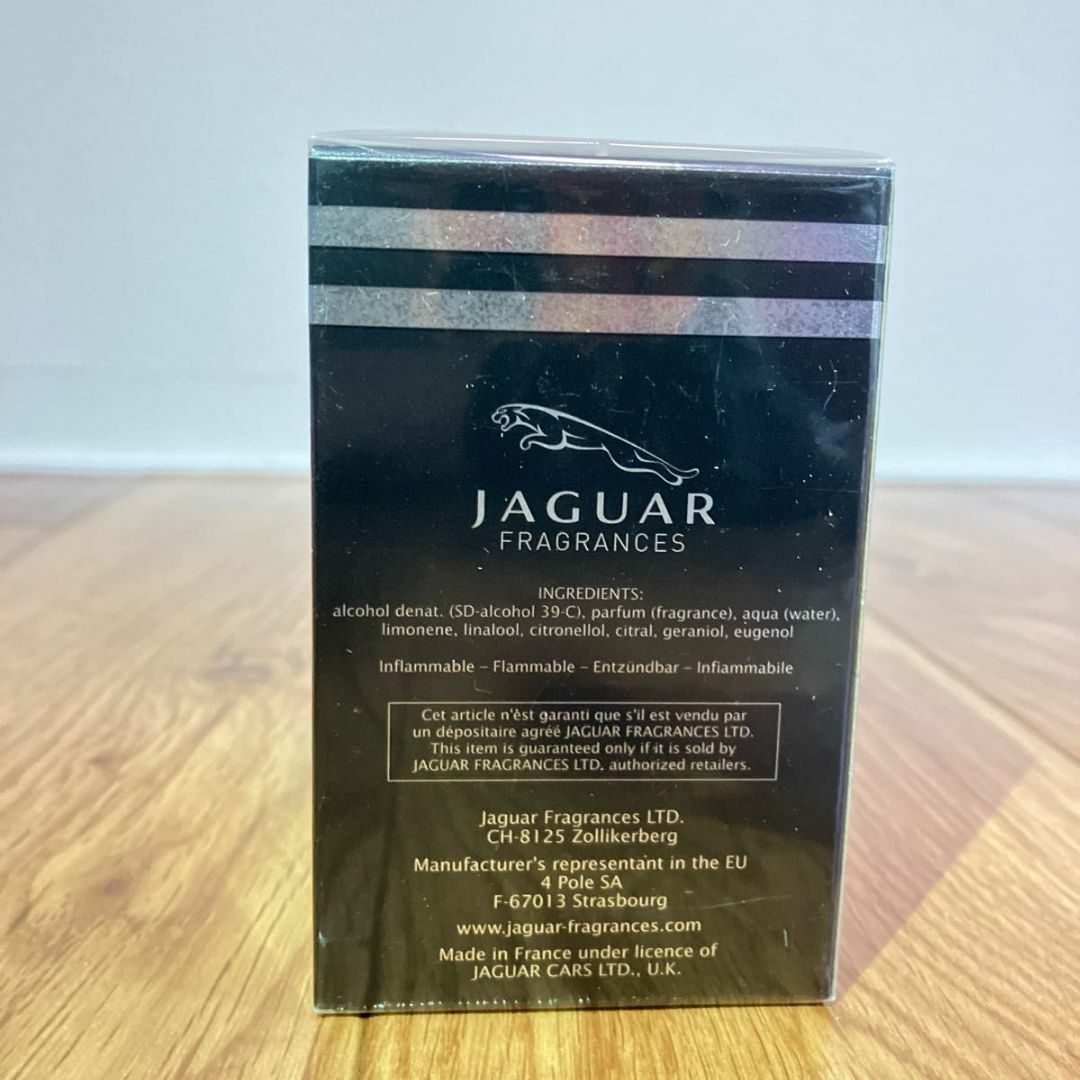 JAGUAR
FRAGRANCES
INGREDIENTS:
alcohol denat. (SD-alcohol 39-C), parfum (fragrance), aqua (water),
limonene, linalool, citronellol, citral, geraniol, eugenol
Inflammable – Flammable – Entzündbar – Infiammabile
Cet article n'èst garanti que s'il est vendu par
un dépositaire agréé JAGUAR FRAGRANCES LTD.
This item is guaranteed only if it is sold by
JAGUAR FRAGRANCES LTD. authorized retailers.
Jaguar Fragrances LTD.
CH-8125 Zollikerberg
Manufacturer's representant in the EU
4 Pole SA
F-67013 Strasbourg
www.jaguar-fragrances.com
Made in France under licence of
JAGUAR CARS LTD., U.K.